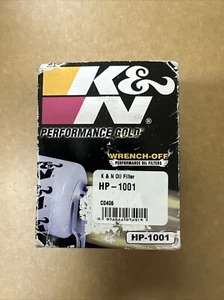 K&N®
PERFORMANCE GOLD®
WRENCH-OFF
PERFORMANCE OIL FILTERS
K & N Oil Filter
HP-1001
C0406
HP-1001